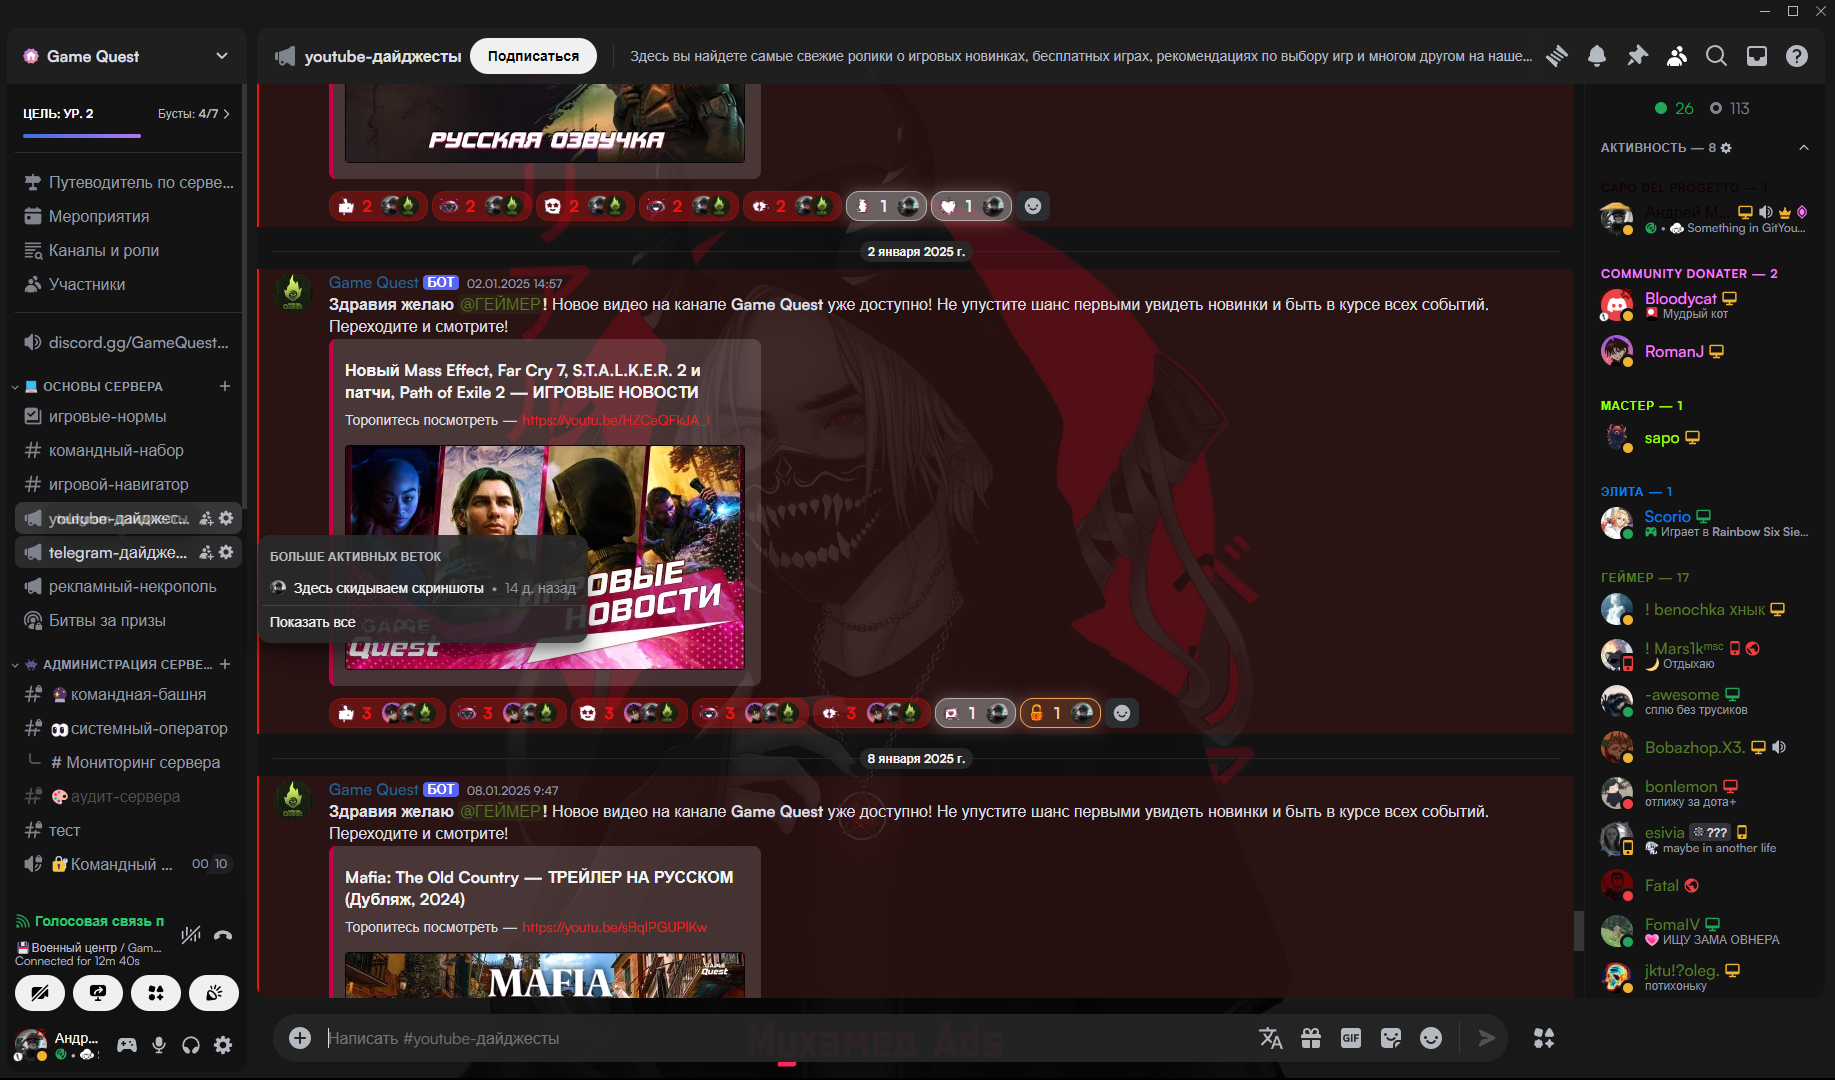 Game Quest
ЦЕЛЬ: УР. 2
Бусты: 4/7
Путеводитель по серве...
Мероприятия
Каналы и роли
Участники
discord.gg/GameQuest...
ОСНОВЫ СЕРВЕРА
игровые-нормы
командный-набор
игровой-навигатор
youtube-дайджес...
telegram-дайдже...
рекламный-некрополь
Битвы за призы
АДМИНИСТРАЦИЯ СЕРВЕ...
командная-башня
системный-оператор
# Мониторинг сервера
аудит-сервера
тест
Командный ...
00 10
Голосовая связь п
Военный центр / Gam...
Connected for 12m 40s
Андр...
youtube-дайджесты
Подписаться
Здесь вы найдете самые свежие ролики о игровых новинках, бесплатных играх, рекомендациях по выбору игр и многом другом на наше...
РУССКАЯ ОЗВУЧКА
2
2
2
2
2
1
1
2 января 2025 г.
Game Quest БОТ 02.01.2025 14:57
Здравия желаю @ГЕЙМЕР! Новое видео на канале Game Quest уже доступно! Не упустите шанс первыми увидеть новинки и быть в курсе всех событий.
Переходите и смотрите!
Новый Mass Effect, Far Cry 7, S.T.A.L.K.E.R. 2 и
патчи, Path of Exile 2 — ИГРОВЫЕ НОВОСТИ
Торопитесь посмотреть — https://youtu.be/HZCeQFkJA_I
БОЛЬШЕ АКТИВНЫХ ВЕТОК
Здесь скидываем скриншоты • 14 д. назад
Показать все
РОВЫЕ
НОВОСТИ
GAME
Quest
3
3
3
3
3
1
1
8 января 2025 г.
Game Quest БОТ 08.01.2025 9:47
Здравия желаю @ГЕЙМЕР! Новое видео на канале Game Quest уже доступно! Не упустите шанс первыми увидеть новинки и быть в курсе всех событий.
Переходите и смотрите!
Mafia: The Old Country — ТРЕЙЛЕР НА РУССКОМ
(Дубляж, 2024)
Торопитесь посмотреть — https://youtu.be/sBqIPGUPlKw
MAFIA
GAME
Quest
Написать #youtube-дайджесты
Мухамед Ads
GIF
26
113
АКТИВНОСТЬ — 8
CAPO DEL PROGETTO — 1
Андрей М...
Something in GitYou...
COMMUNITY DONATER — 2
Bloodycat
Мудрый кот
RomanJ
МАСТЕР — 1
sapo
ЭЛИТА — 1
Scorio
Играет в Rainbow Six Sie...
ГЕЙМЕР — 17
! benochka хнык
! Mars1kᵐˢᶜ
Отдыхаю
-awesome
сплю без трусиков
Bobazhop.X3.
bonlemon
отлижу за дота+
esivia ???
maybe in another life
Fatal
FomaIV
ИЩУ ЗАМА ОВНЕРА
jktu!?oleg.
потихоньку